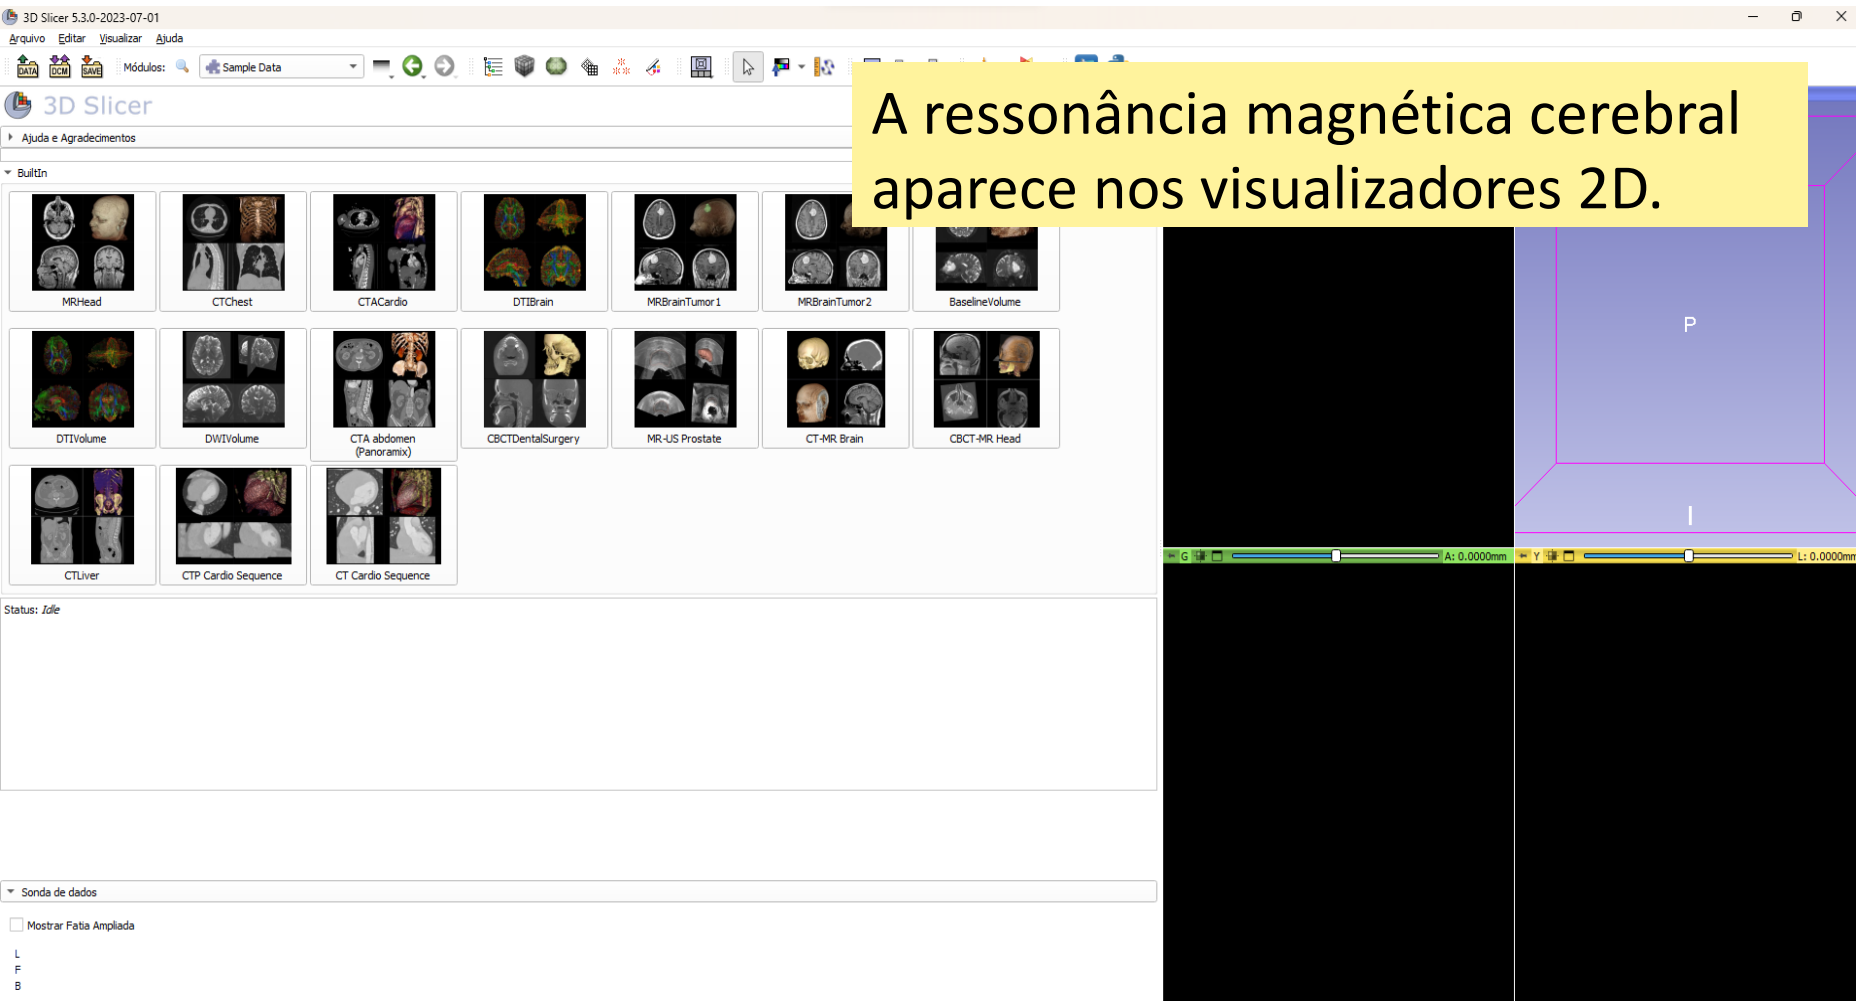 3D Slicer 5.3.0-2023-07-01
Arquivo Editar Visualizar Ajuda
DATA DCM SAVE Módulos: Sample Data
A ressonância magnética cerebral
aparece nos visualizadores 2D.
3D Slicer
Ajuda e Agradecimentos
BuiltIn
MRHead CTChest CTACardio DTIBrain MRBrainTumor1 MRBrainTumor2 BaselineVolume
DTIVolume DWIVolume CTA abdomen (Panoramix) CBCTDentalSurgery MR-US Prostate CT-MR Brain CBCT-MR Head
CTLiver CTP Cardio Sequence CT Cardio Sequence
Status: Idle
Sonda de dados
Mostrar Fatia Ampliada
L
F
B
P
I
G A: 0.0000mm
Y L: 0.0000mm